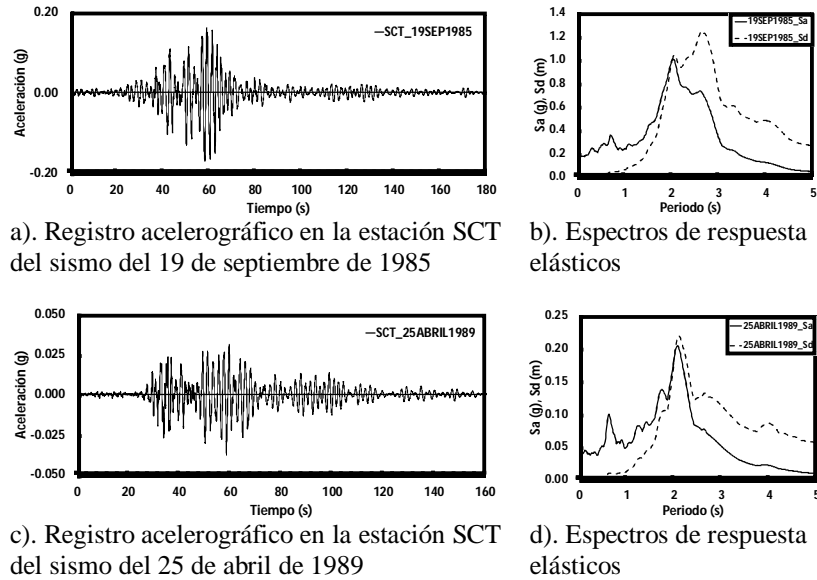 0.20
0.00
-0.20
Aceleración (g)
SCT_19SEP1985
0 20 40 60 80 100 120 140 160 180
Tiempo (s)
1.4
1.2
1.0
0.8
0.6
0.4
0.2
0.0
Sa (g), Sd (m)
19SEP1985_Sa
19SEP1985_Sd
0 1 2 3 4 5
Periodo (s)
a). Registro acelerográfico en la estación SCT
del sismo del 19 de septiembre de 1985
b). Espectros de respuesta
elásticos
0.050
0.025
0.000
-0.025
-0.050
Aceleración (g)
SCT_25ABRIL1989
0 20 40 60 80 100 120 140 160
Tiempo (s)
0.25
0.20
0.15
0.10
0.05
0.00
Sa (g), Sd (m)
25ABRIL1989_Sa
25ABRIL1989_Sd
0 1 2 3 4 5
Periodo (s)
c). Registro acelerográfico en la estación SCT
del sismo del 25 de abril de 1989
d). Espectros de respuesta
elásticos